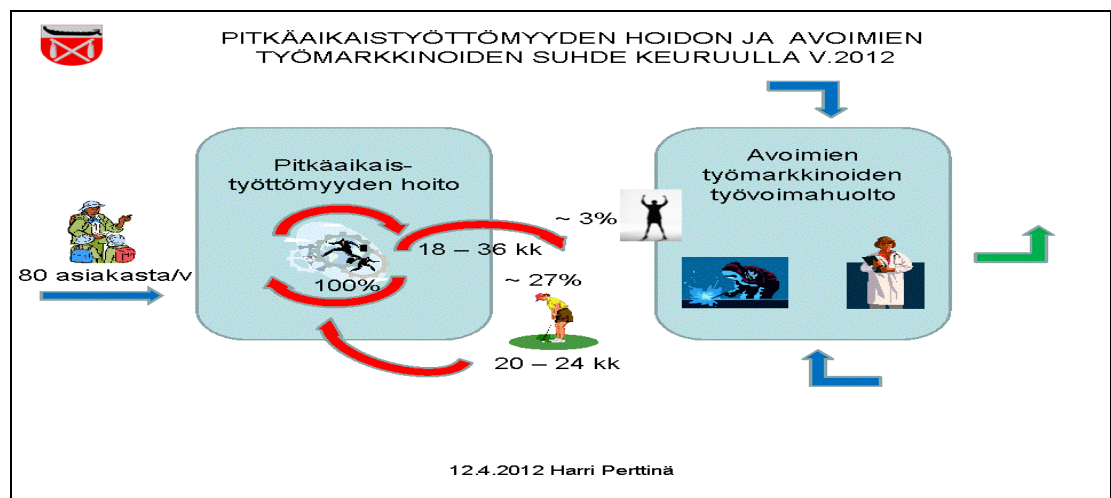 PITKÄAIKAISTYÖTTÖMYYDEN HOIDON JA AVOIMIEN
TYÖMARKKINOIDEN SUHDE KEURUULLA V.2012
Pitkäaikais-
työttömyyden hoito
Avoimien
työmarkkinoiden
työvoimahuolto
~ 3%
18 – 36 kk
80 asiakasta/v
100%
~ 27%
20 – 24 kk
12.4.2012 Harri Perttinä